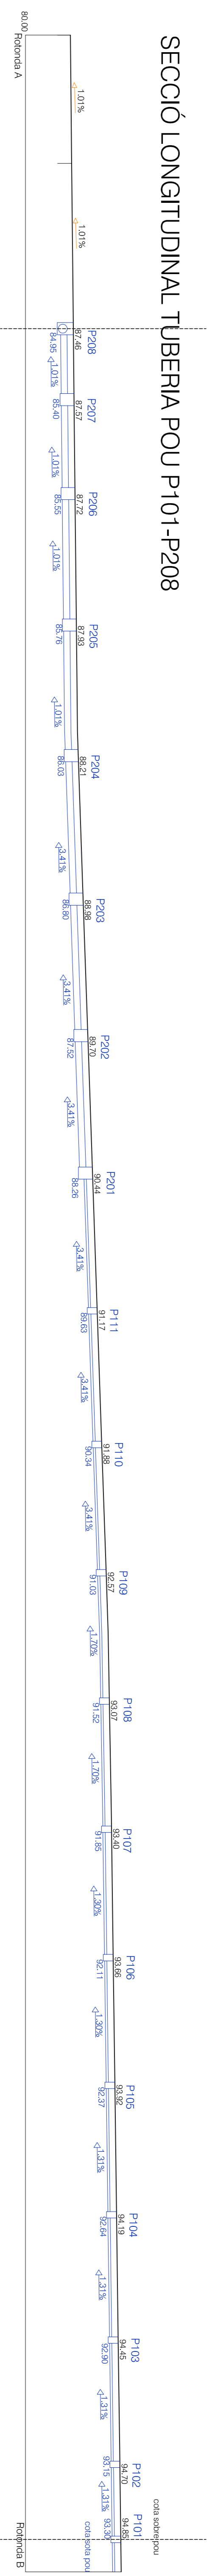 SECCIÓ LONGITUDINAL TUBERIA POU P101-P208
80.00
Rotonda A
1.01%
1.01%
P208
87.46
84.95
1.01%
P207
87.57
85.40
1.01%
P206
87.72
85.55
1.01%
P205
87.93
85.76
1.01%
P204
88.21
86.03
3.41%
P203
88.98
86.80
3.41%
P202
89.70
87.52
3.41%
P201
90.44
88.26
3.41%
P111
91.17
89.63
3.41%
P110
91.88
90.34
3.41%
P109
92.57
91.03
1.70%
P108
93.07
91.52
1.70%
P107
93.40
91.85
1.30%
P106
93.66
92.11
1.30%
P105
93.92
92.37
1.31%
P104
94.19
92.64
1.31%
P103
94.45
92.90
1.31%
P102
94.70
93.15
1.31%
P101
94.85
93.30
cota sobre pou
cota sota pou
Rotonda B